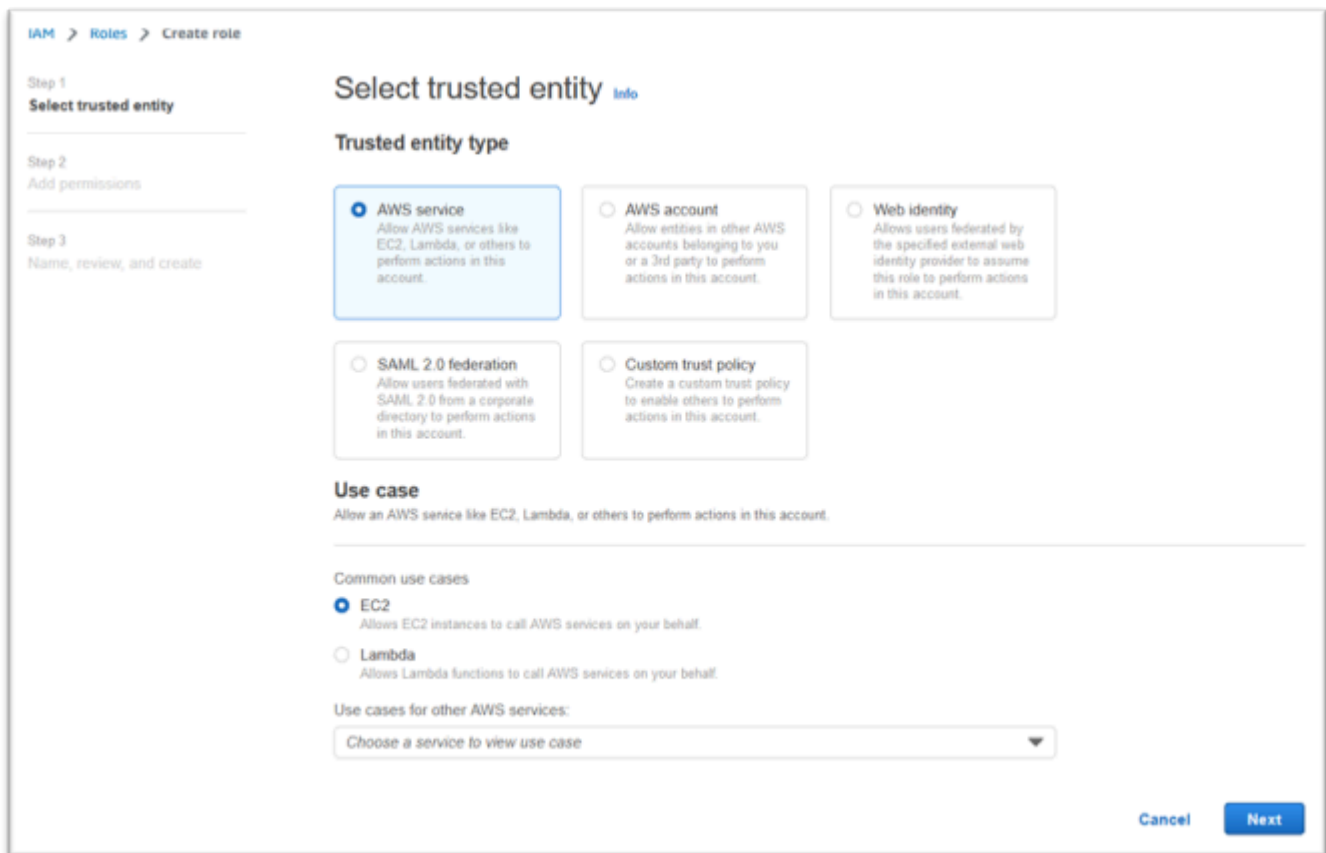 IAM > Roles > Create role
Step 1
Select trusted entity
Step 2
Add permissions
Step 3
Name, review, and create
Select trusted entity Info
Trusted entity type
AWS service
Allow AWS services like
EC2, Lambda, or others to
perform actions in this
account.
AWS account
Allow entities in other AWS
accounts belonging to you
or a 3rd party to perform
actions in this account.
Web identity
Allows users federated by
the specified external web
identity provider to assume
this role to perform actions
in this account.
SAML 2.0 federation
Allow users federated with
SAML 2.0 from a corporate
directory to perform actions
in this account.
Custom trust policy
Create a custom trust policy
to enable others to perform
actions in this account.
Use case
Allow an AWS service like EC2, Lambda, or others to perform actions in this account.
Common use cases
EC2
Allows EC2 instances to call AWS services on your behalf.
Lambda
Allows Lambda functions to call AWS services on your behalf.
Use cases for other AWS services:
Choose a service to view use case
Cancel Next